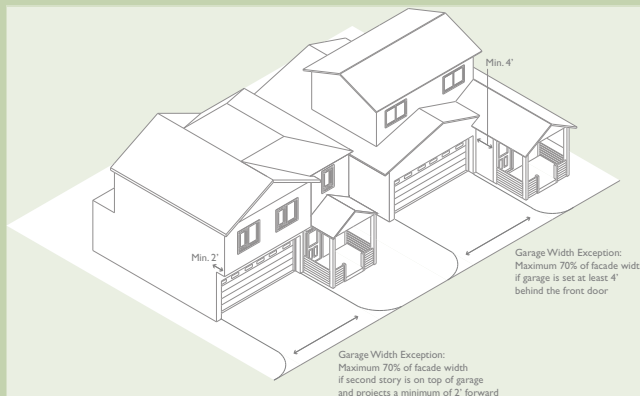 Min. 4'
Min. 2'
Garage Width Exception:
Maximum 70% of facade widt
if garage is set at least 4'
behind the front door
Garage Width Exception:
Maximum 70% of facade width
if second story is on top of garage
and projects a minimum of 2' forward